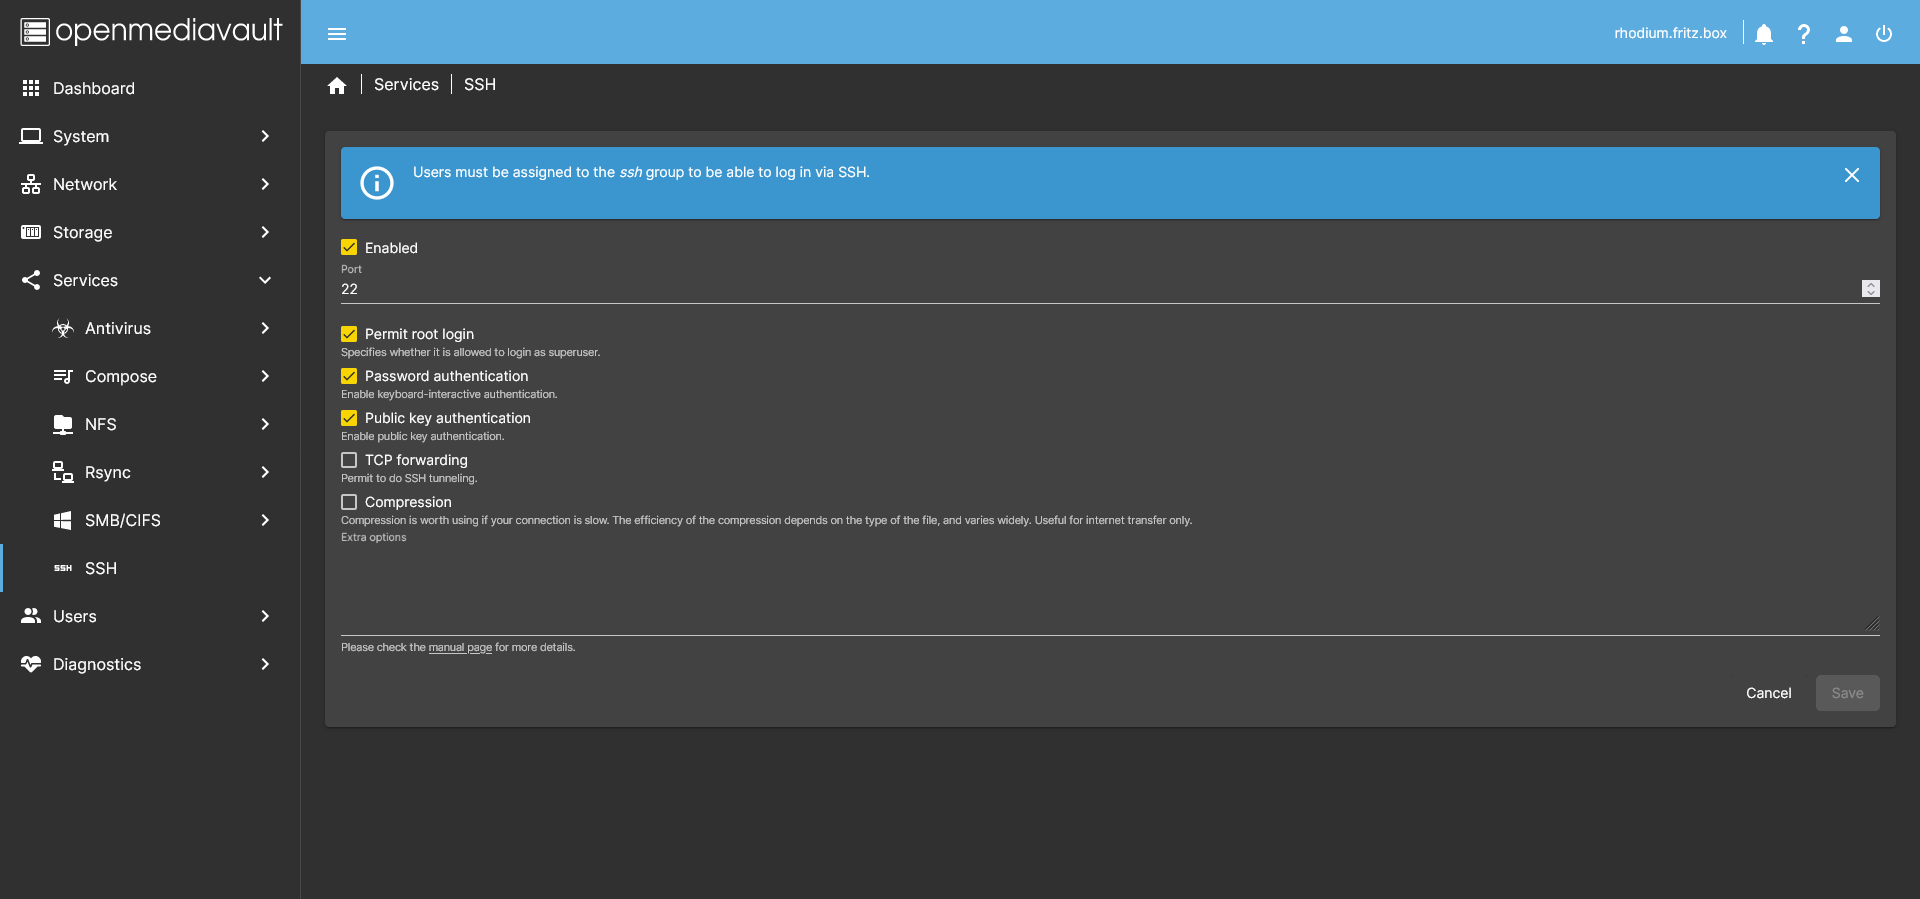 openmediavault
rhodium.fritz.box
Dashboard
System
Network
Storage
Services
Antivirus
Compose
NFS
Rsync
SMB/CIFS
SSH SSH
Users
Diagnostics
Services | SSH
Users must be assigned to the ssh group to be able to log in via SSH.
Enabled
Port
22
Permit root login
Specifies whether it is allowed to login as superuser.
Password authentication
Enable keyboard-interactive authentication.
Public key authentication
Enable public key authentication.
TCP forwarding
Permit to do SSH tunneling.
Compression
Compression is worth using if your connection is slow. The efficiency of the compression depends on the type of the file, and varies widely. Useful for internet transfer only.
Extra options
Please check the manual page for more details.
Cancel Save